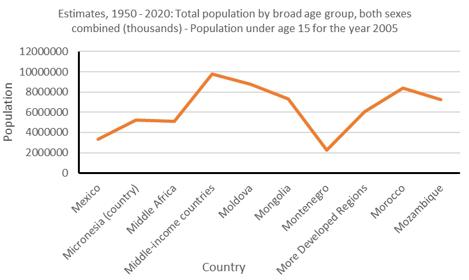 Estimates, 1950 - 2020: Total population by broad age group, both sexes
combined (thousands) - Population under age 15 for the year 2005
12000000
10000000
8000000
6000000
4000000
2000000
0
Population
Mexico
Micronesia (country)
Middle Africa
Middle-income countries
Moldova
Mongolia
Montenegro
More Developed Regions
Morocco
Mozambique
Country